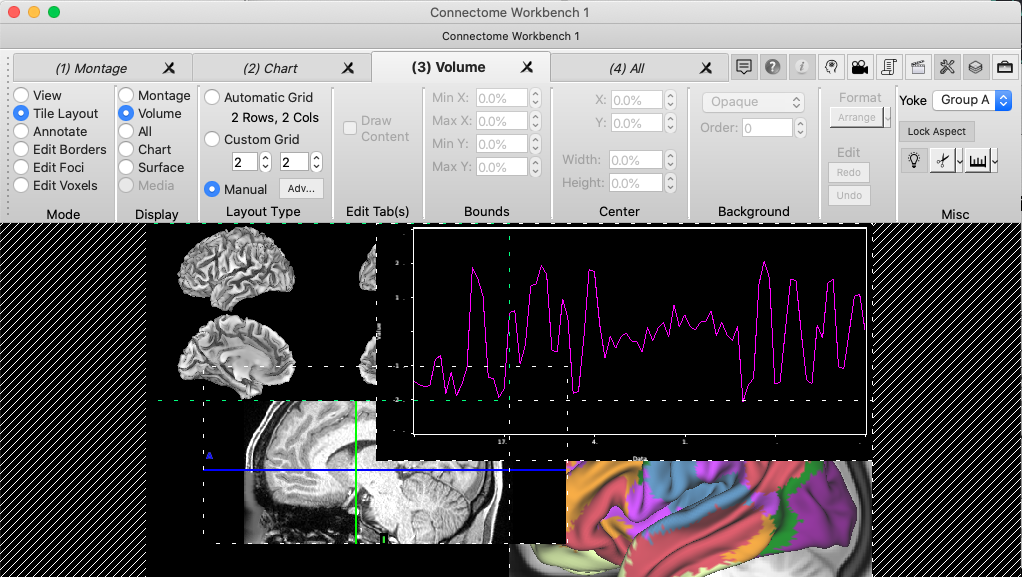 Connectome Workbench 1
Connectome Workbench 1
(1) Montage
(2) Chart
(3) Volume
(4) All
View
Tile Layout
Annotate
Edit Borders
Edit Foci
Edit Voxels
Mode
Montage
Volume
All
Chart
Surface
Media
Display
Automatic Grid
2 Rows, 2 Cols
Custom Grid
2 2
Manual Adv...
Layout Type
Draw
Content
Edit Tab(s)
Min X: 0.0%
Max X: 0.0%
Min Y: 0.0%
Max Y: 0.0%
Bounds
X: 0.0%
Y: 0.0%
Width: 0.0%
Height: 0.0%
Center
Opaque
Order: 0
Background
Format
Arrange
Edit
Redo
Undo
Yoke Group A
Lock Aspect
Misc
Data